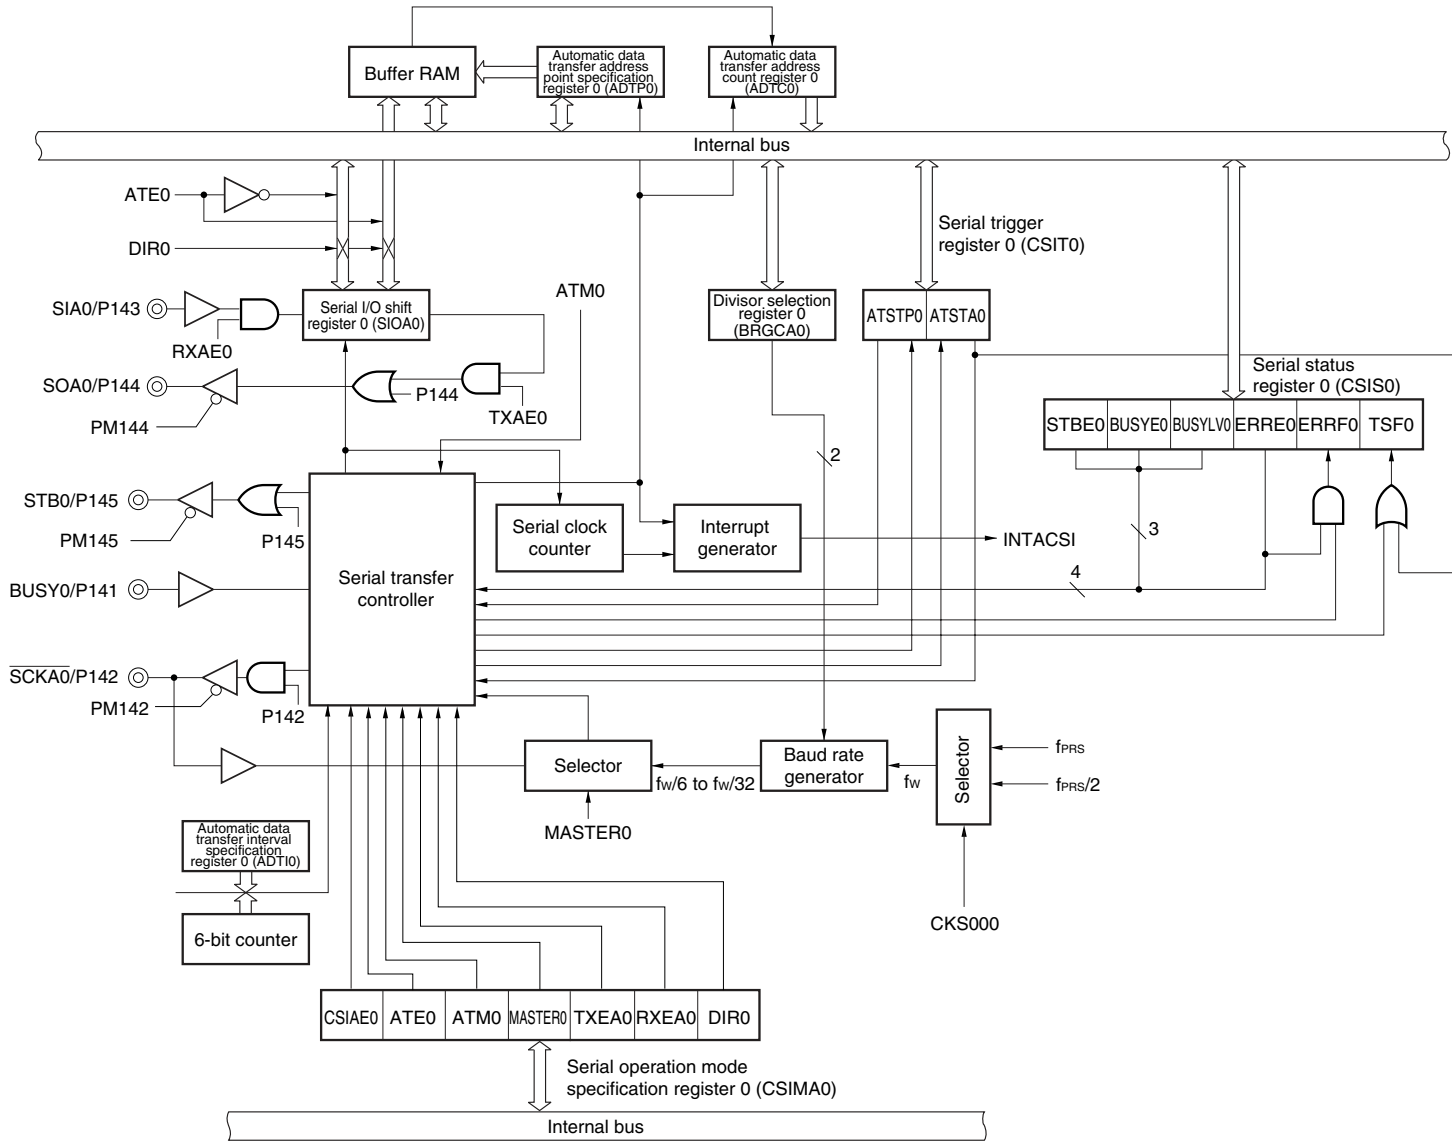 Buffer RAM
Automatic data
transfer address
point specification
register 0 (ADTP0)
Automatic data
transfer address
count register 0
(ADTC0)
Internal bus
ATE0
DIR0
Serial trigger
register 0 (CSIT0)
SIA0/P143
RXAE0
Serial I/O shift
register 0 (SIOA0)
ATM0
Divisor selection
register 0
(BRGCA0)
ATSTP0
ATSTA0
SOA0/P144
PM144
P144
TXAE0
Serial status
register 0 (CSIS0)
STBE0
BUSYE0
BUSYLV0
ERRE0
ERRF0
TSF0
2
STB0/P145
PM145
P145
Serial clock
counter
Interrupt
generator
INTACSI
3
4
BUSY0/P141
Serial transfer
controller
SCKA0/P142
PM142
P142
Selector
MASTER0
fW/6 to fW/32
Baud rate
generator
fW
Selector
fPRS
fPRS/2
CKS000
Automatic data
transfer interval
specification
register 0 (ADTI0)
6-bit counter
CSIAE0
ATE0
ATM0
MASTER0
TXEA0
RXEA0
DIR0
Serial operation mode
specification register 0 (CSIMA0)
Internal bus